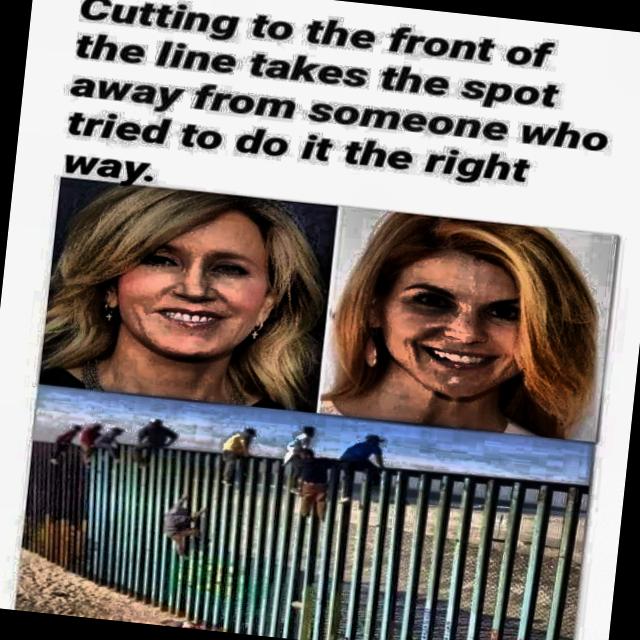 Cutting to the front of
the line takes the spot
away from someone who
tried to do it the right
way.